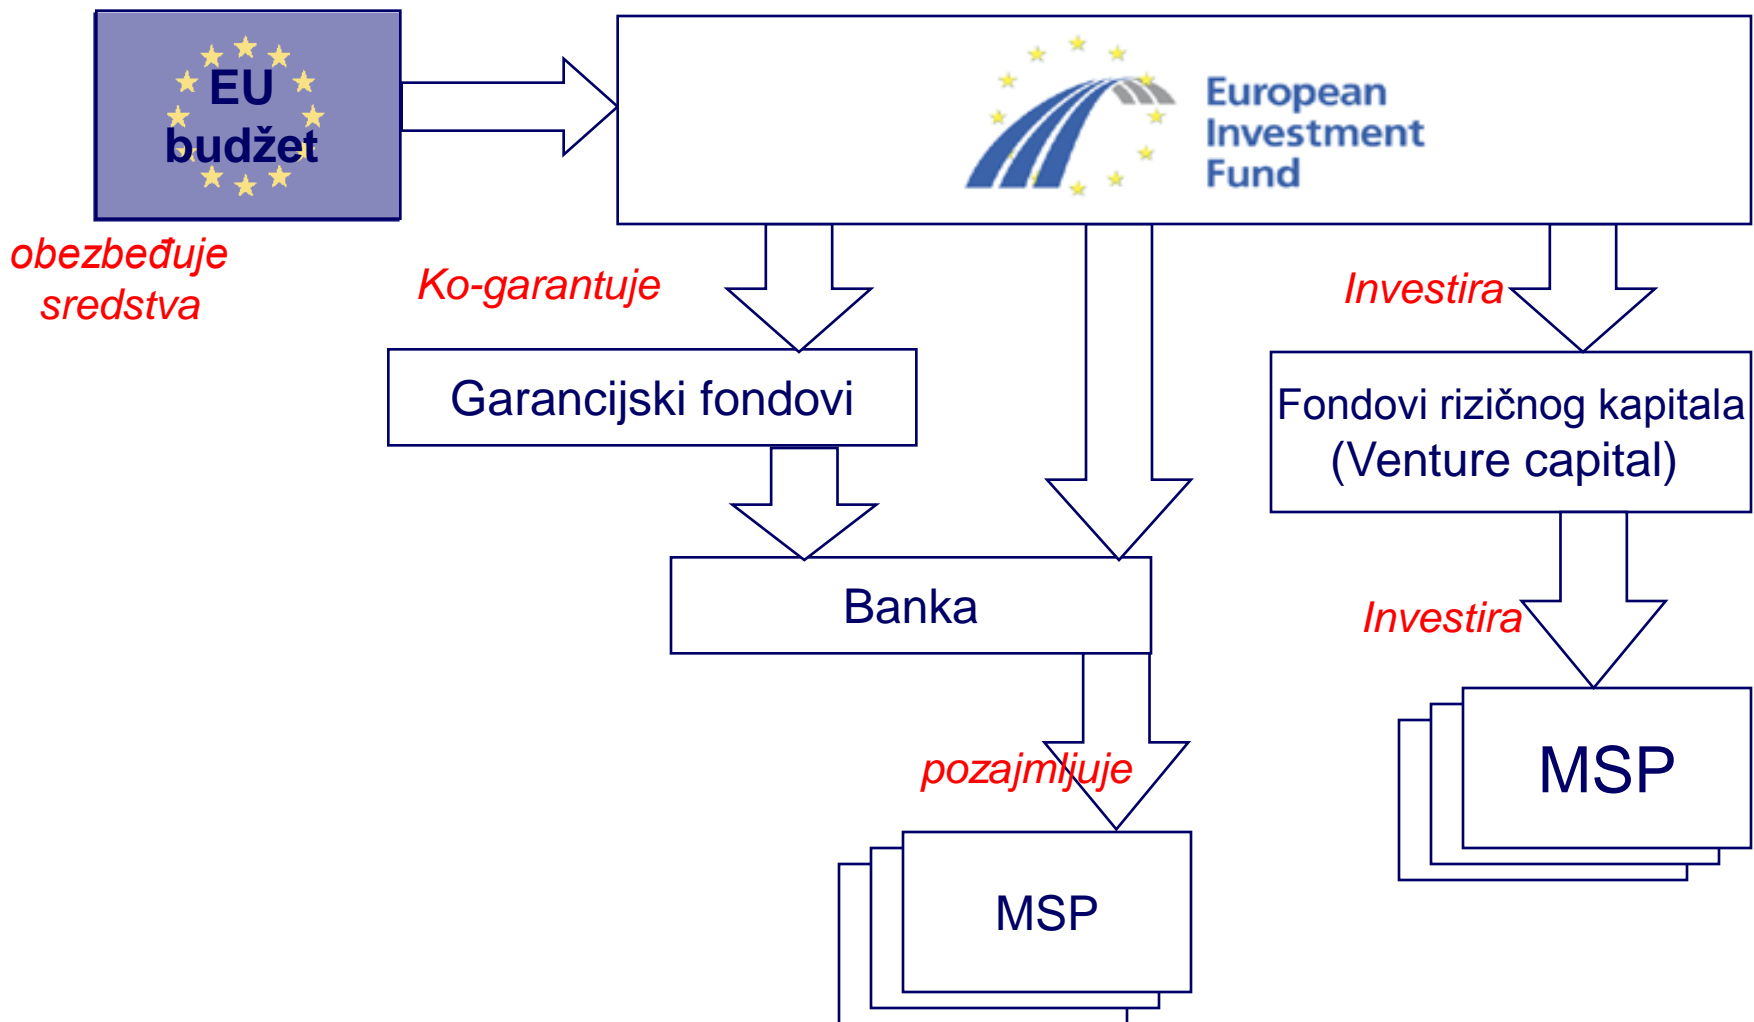 EU
budžet
European
Investment
Fund
obezbeđuje
sredstva
Ko-garantuje
Investira
Garancijski fondovi
Fondovi rizičnog kapitala
(Venture capital)
Banka
Investira
pozajmljuje
MSP
MSP